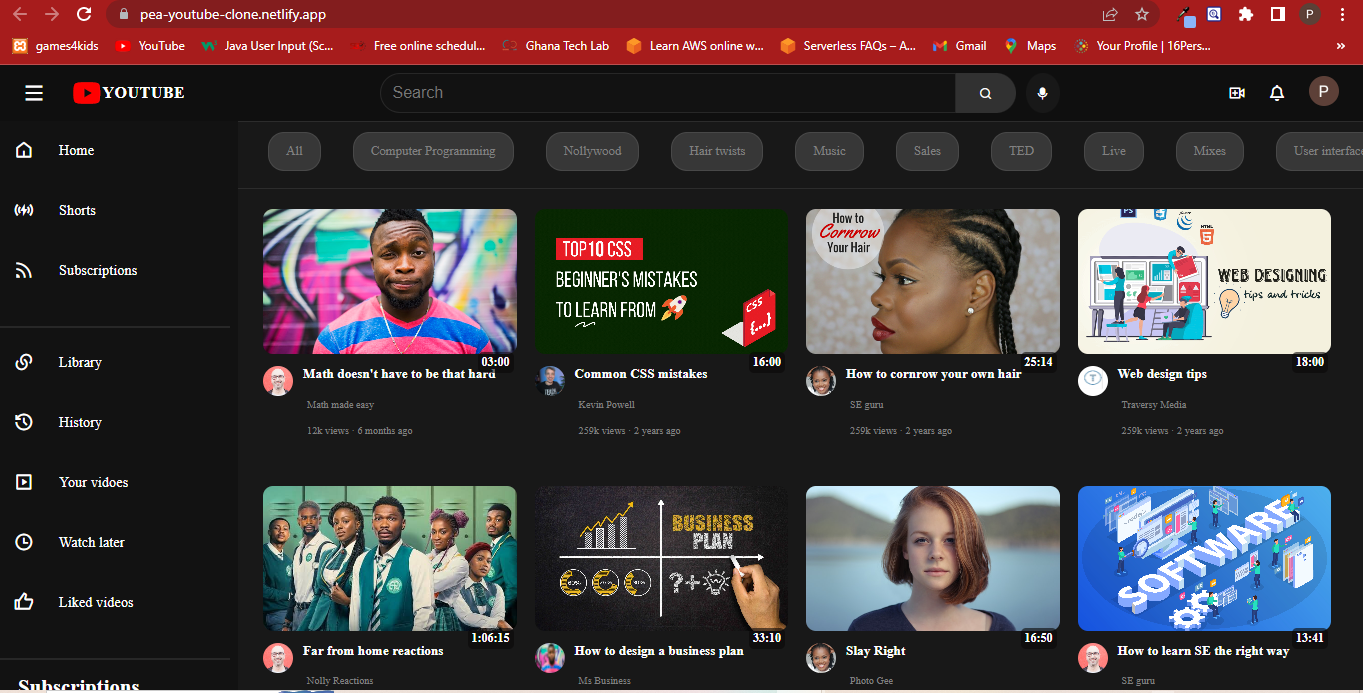 pea-youtube-clone.netlify.app
P
games4kids
YouTube
Java User Input (Sc...
Free online schedul...
Ghana Tech Lab
Learn AWS online w...
Serverless FAQs – A...
Gmail
Maps
Your Profile | 16Pers...
»
YOUTUBE
Search
P
Home
Shorts
Subscriptions
Library
History
Your vidoes
Watch later
Liked videos
Subscriptions
All
Computer Programming
Nollywood
Hair twists
Music
Sales
TED
Live
Mixes
User interface
03:00
Math doesn't have to be that hard
Math made easy
12k views · 6 months ago
TOP 10 CSS
BEGINNER'S MISTAKES
TO LEARN FROM
CSS
{...}
16:00
Common CSS mistakes
Kevin Powell
259k views · 2 years ago
How to
Cornrow
Your Hair
25:14
How to cornrow your own hair
SE guru
259k views · 2 years ago
PS
HTML
WEB DESIGNING
tips and tricks
18:00
Web design tips
Traversy Media
259k views · 2 years ago
1:06:15
Far from home reactions
Nolly Reactions
BUSINESS
PLAN
? +
33:10
How to design a business plan
Ms Business
16:50
Slay Right
Photo Gee
SOFTWARE
13:41
How to learn SE the right way
SE guru